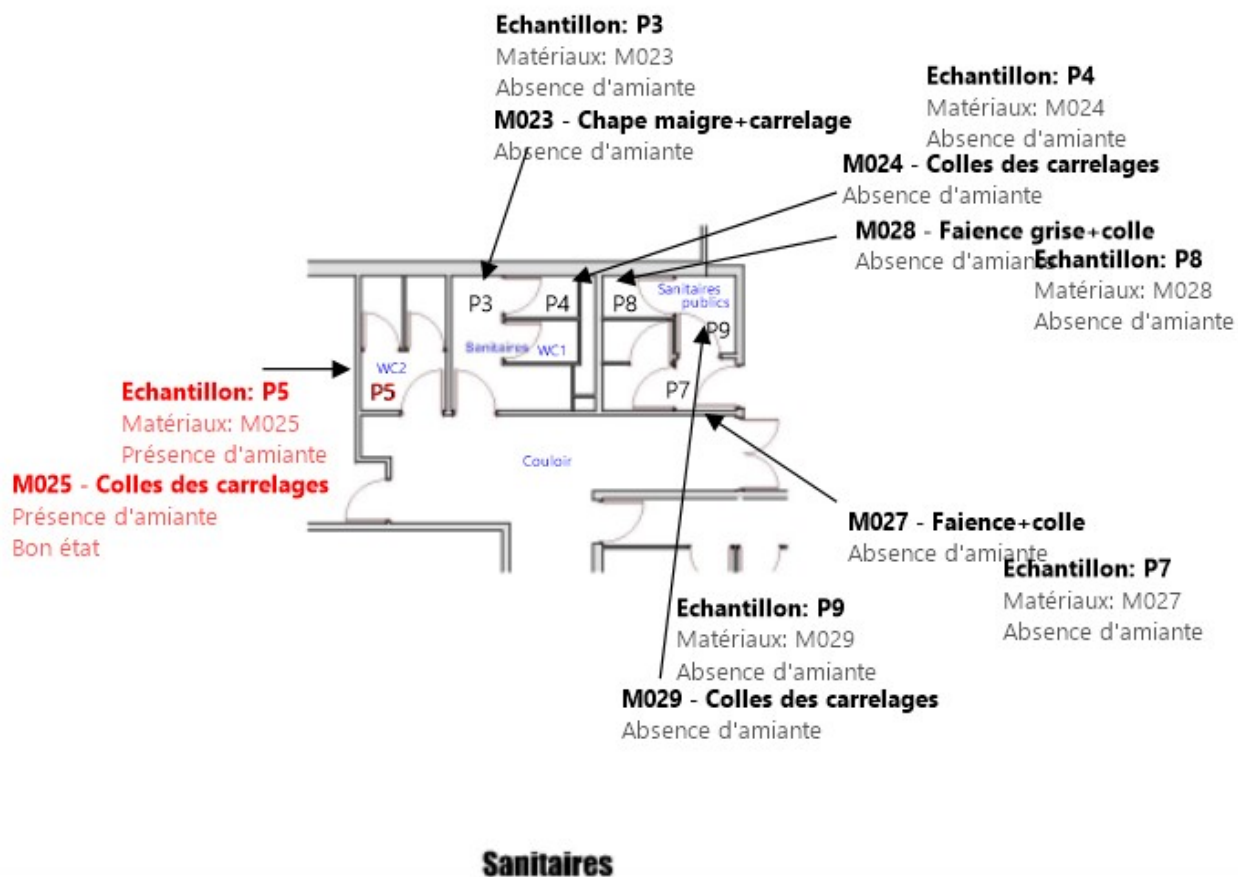 Echantillon: P3
Matériaux: M023
Absence d'amiante
M023 - Chape maigre+carrelage
Absence d'amiante
Echantillon: P4
Matériaux: M024
Absence d'amiante
M024 - Colles des carrelages
Absence d'amiante
M028 - Faience grise+colle
Absence d'amiante
Echantillon: P8
Matériaux: M028
Absence d'amiante
P3
P4
P8
Sanitaires
publics
P9
Sanitaires
WC1
WC2
P5
P7
Echantillon: P5
Matériaux: M025
Présence d'amiante
M025 - Colles des carrelages
Présence d'amiante
Bon état
Couloir
M027 - Faience+colle
Absence d'amiante
Echantillon: P7
Matériaux: M027
Absence d'amiante
Echantillon: P9
Matériaux: M029
Absence d'amiante
M029 - Colles des carrelages
Absence d'amiante
Sanitaires